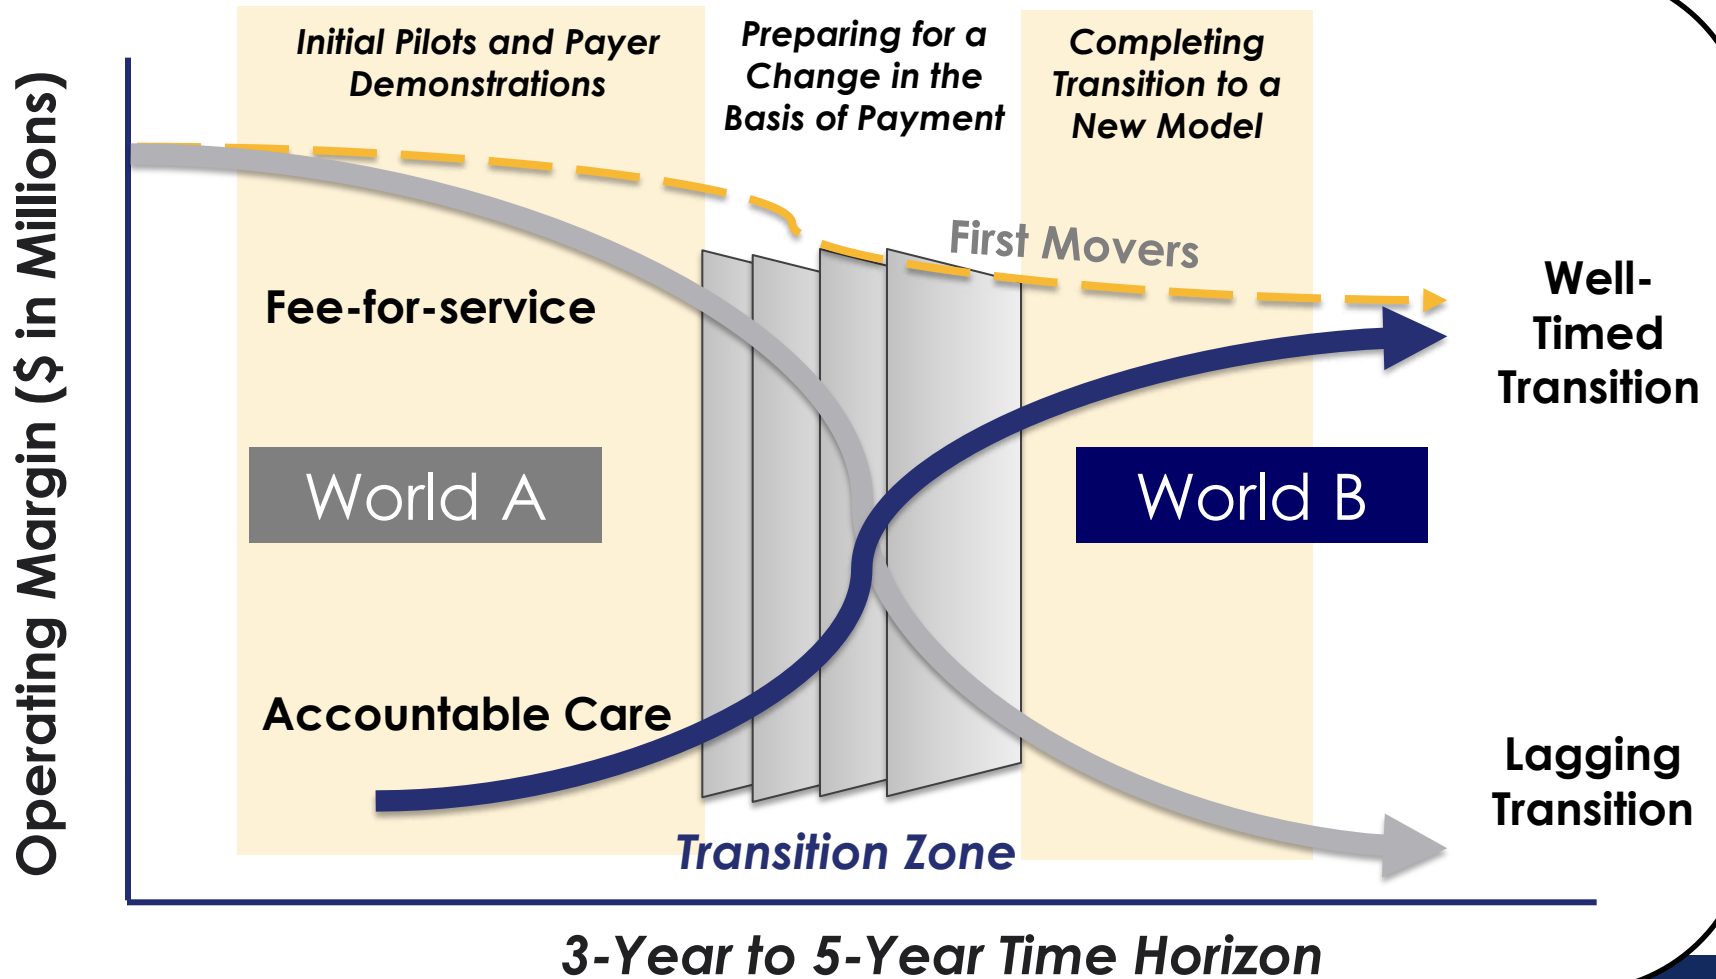 Initial Pilots and Payer
Demonstrations
Preparing for a
Change in the
Basis of Payment
Completing
Transition to a
New Model
Operating Margin ($ in Millions)
First Movers
Fee-for-service
Well-
Timed
Transition
World A
World B
Accountable Care
Lagging
Transition
Transition Zone
3-Year to 5-Year Time Horizon